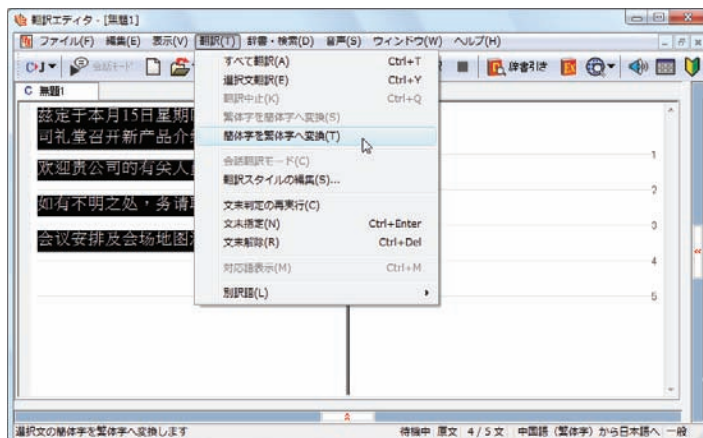 翻訳エディタ - [無題1]
ファイル(F) 編集(E) 表示(V) 翻訳(T) 辞書・検索(D) 音声(S) ウィンドウ(W) ヘルプ(H)
会話モード 辞書引き
C 無題1
すべて翻訳(A) Ctrl+T
選択文翻訳(E) Ctrl+Y
翻訳中止(K) Ctrl+Q
繁体字を簡体字へ変換(S)
簡体字を繁体字へ変換(T)
会話翻訳モード(C)
翻訳スタイルの編集(S)...
文末判定の再実行(C)
文末指定(N) Ctrl+Enter
文末解除(R) Ctrl+Del
対応語表示(M) Ctrl+M
別訳語(L)
兹定于本月15日星期
司礼堂召开新产品介
欢迎贵公司的有关人
如有不明之处，务请
会议安排及会场地图
1
2
3
4
5
選択文の簡体字を繁体字へ変換します 待機中 原文 4 / 5 文 中国語（繁体字）から日本語へ 一般